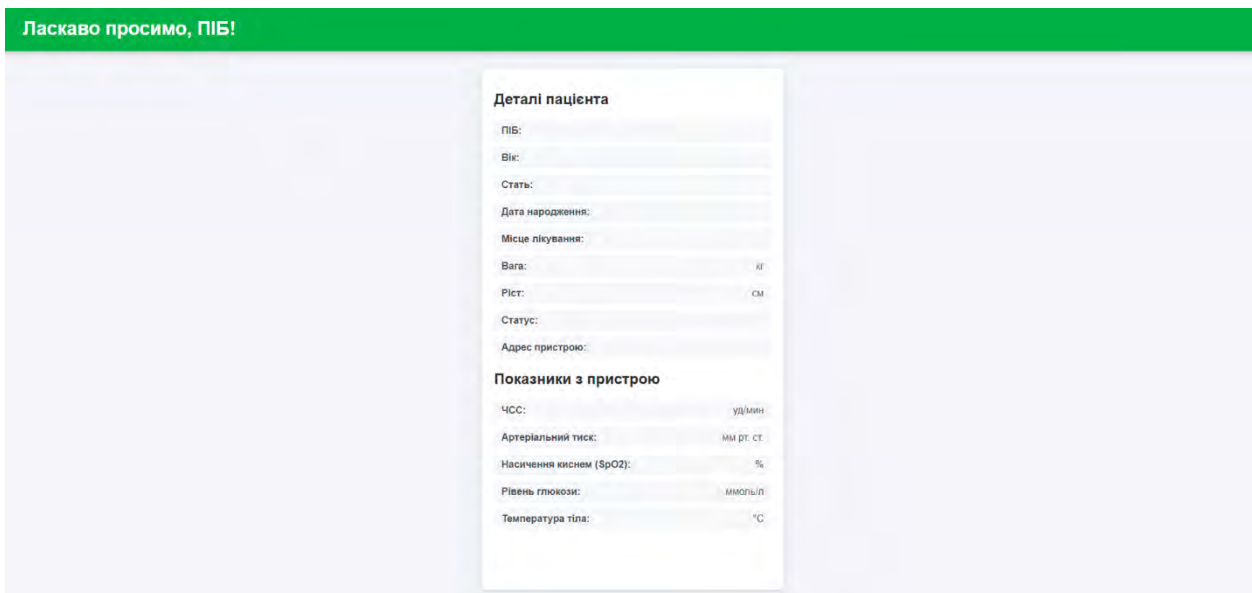 Ласкаво просимо, ПІБ!
Деталі пацієнта
ПІБ:
Вік:
Стать:
Дата народження:
Місце лікування:
Вага: кг
Ріст: см
Статус:
Адрес пристрою:
Показники з пристрою
ЧСС: уд/мин
Артеріальний тиск: мм рт. ст.
Насичення киснем (SpO2): %
Рівень глюкози: ммоль/л
Температура тіла: °C